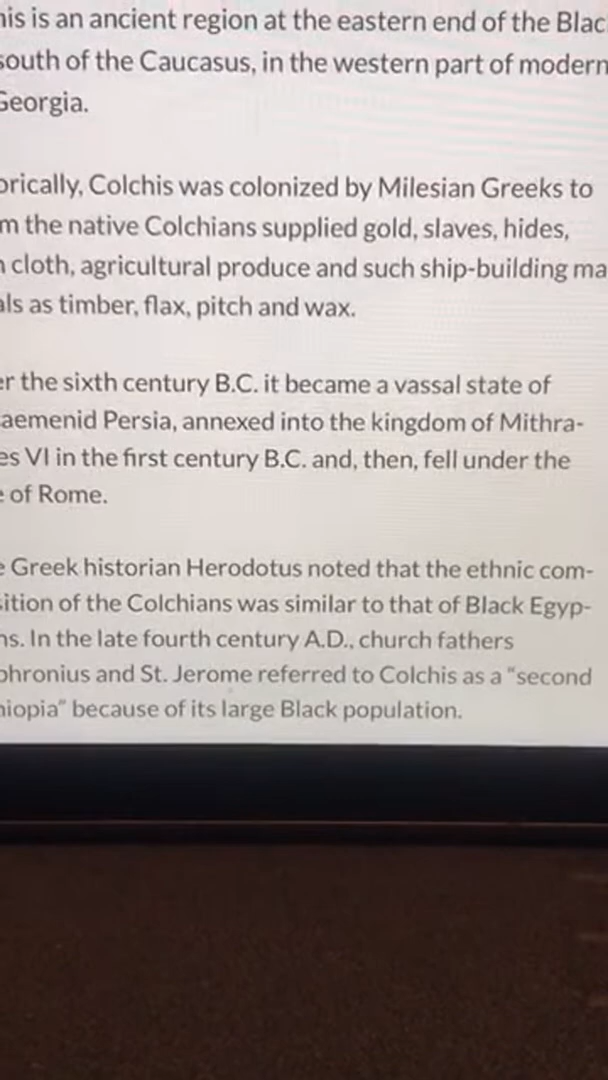 his is an ancient region at the eastern end of the Blac
south of the Caucasus, in the western part of modern
Georgia.
orically, Colchis was colonized by Milesian Greeks to
m the native Colchians supplied gold, slaves, hides,
n cloth, agricultural produce and such ship-building ma
als as timber, flax, pitch and wax.
er the sixth century B.C. it became a vassal state of
aemenid Persia, annexed into the kingdom of Mithra-
es VI in the first century B.C. and, then, fell under the
e of Rome.
e Greek historian Herodotus noted that the ethnic com-
sition of the Colchians was similar to that of Black Egyp-
ns. In the late fourth century A.D., church fathers
phronius and St. Jerome referred to Colchis as a "second
hiopia" because of its large Black population.